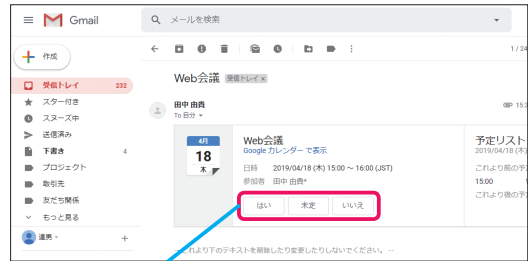 Gmail
メールを検索
作成
1/24
受信トレイ 232
スター付き
スヌーズ中
送信済み
下書き 4
プロジェクト
取引先
友だち関係
もっと見る
達男
Web会議 受信トレイ ×
田中 由貴
To 自分
15:3
4月
18
木
Web会議
Google カレンダー で表示
日時 2019/04/18 (木) 15:00 ～ 16:00 (JST)
参加者 田中 由貴*
はい 未定 いいえ
予定リスト
2019/04/18 (木)
これより前の予
15:00
これより後の予
--これより下のテキストを削除したり変更したりしないでください。--